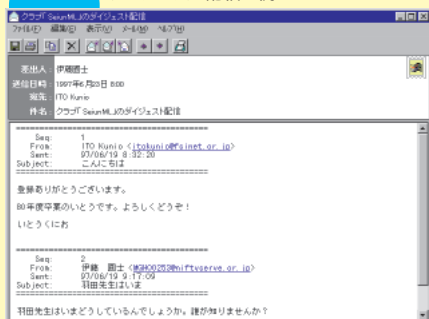 クラブ「SeiunML」のダイジェスト配信
ファイル(F) 編集(E) 表示(V) メール(M) ヘルプ(H)
差出人: 伊藤国士
送信日時: 1997年6月23日 8:00
宛先: ITO Kunio
件名: クラブ「SeiunML」のダイジェスト配信
Seq: 1
From: ITO Kunio <itokunio@fsinet.or.jp>
Sent: 97/06/19 8:32:20
Subject: こんにちは
登録ありがとうございます。
80年度卒業のいとうです。よろしくどうぞ!
いとうくにお
Seq: 2
From: 伊藤 国士 <MGH00253@niftyserve.or.jp>
Sent: 97/06/19 9:17:09
Subject: 羽田先生はいま
羽田先生はいまどうしているんでしょうか。誰か知りませんか?